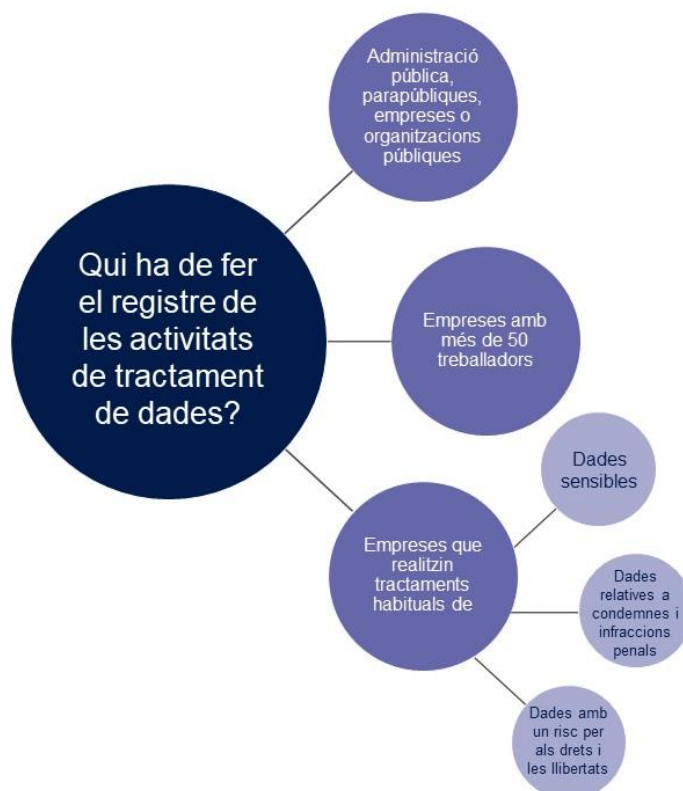 Administració
pública,
parapúbliques,
empreses o
organitzacions
públiques
Qui ha de fer
el registre de
les activitats
de tractament
de dades?
Empreses amb
més de 50
treballadors
Empreses que
realitzin
tractaments
habituals de
Dades
sensibles
Dades
relatives a
condemnes i
infraccions
penals
Dades amb
un risc per
als drets i
les llibertats